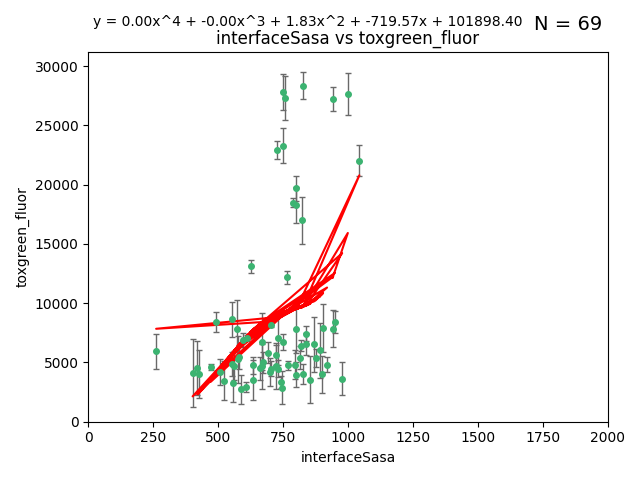 y = 0.00x^4 + -0.00x^3 + 1.83x^2 + -719.57x + 101898.40
N = 69
interfaceSasa vs toxgreen_fluor
30000
25000
20000
15000
10000
5000
0
toxgreen_fluor
0 250 500 750 1000 1250 1500 1750 2000
interfaceSasa